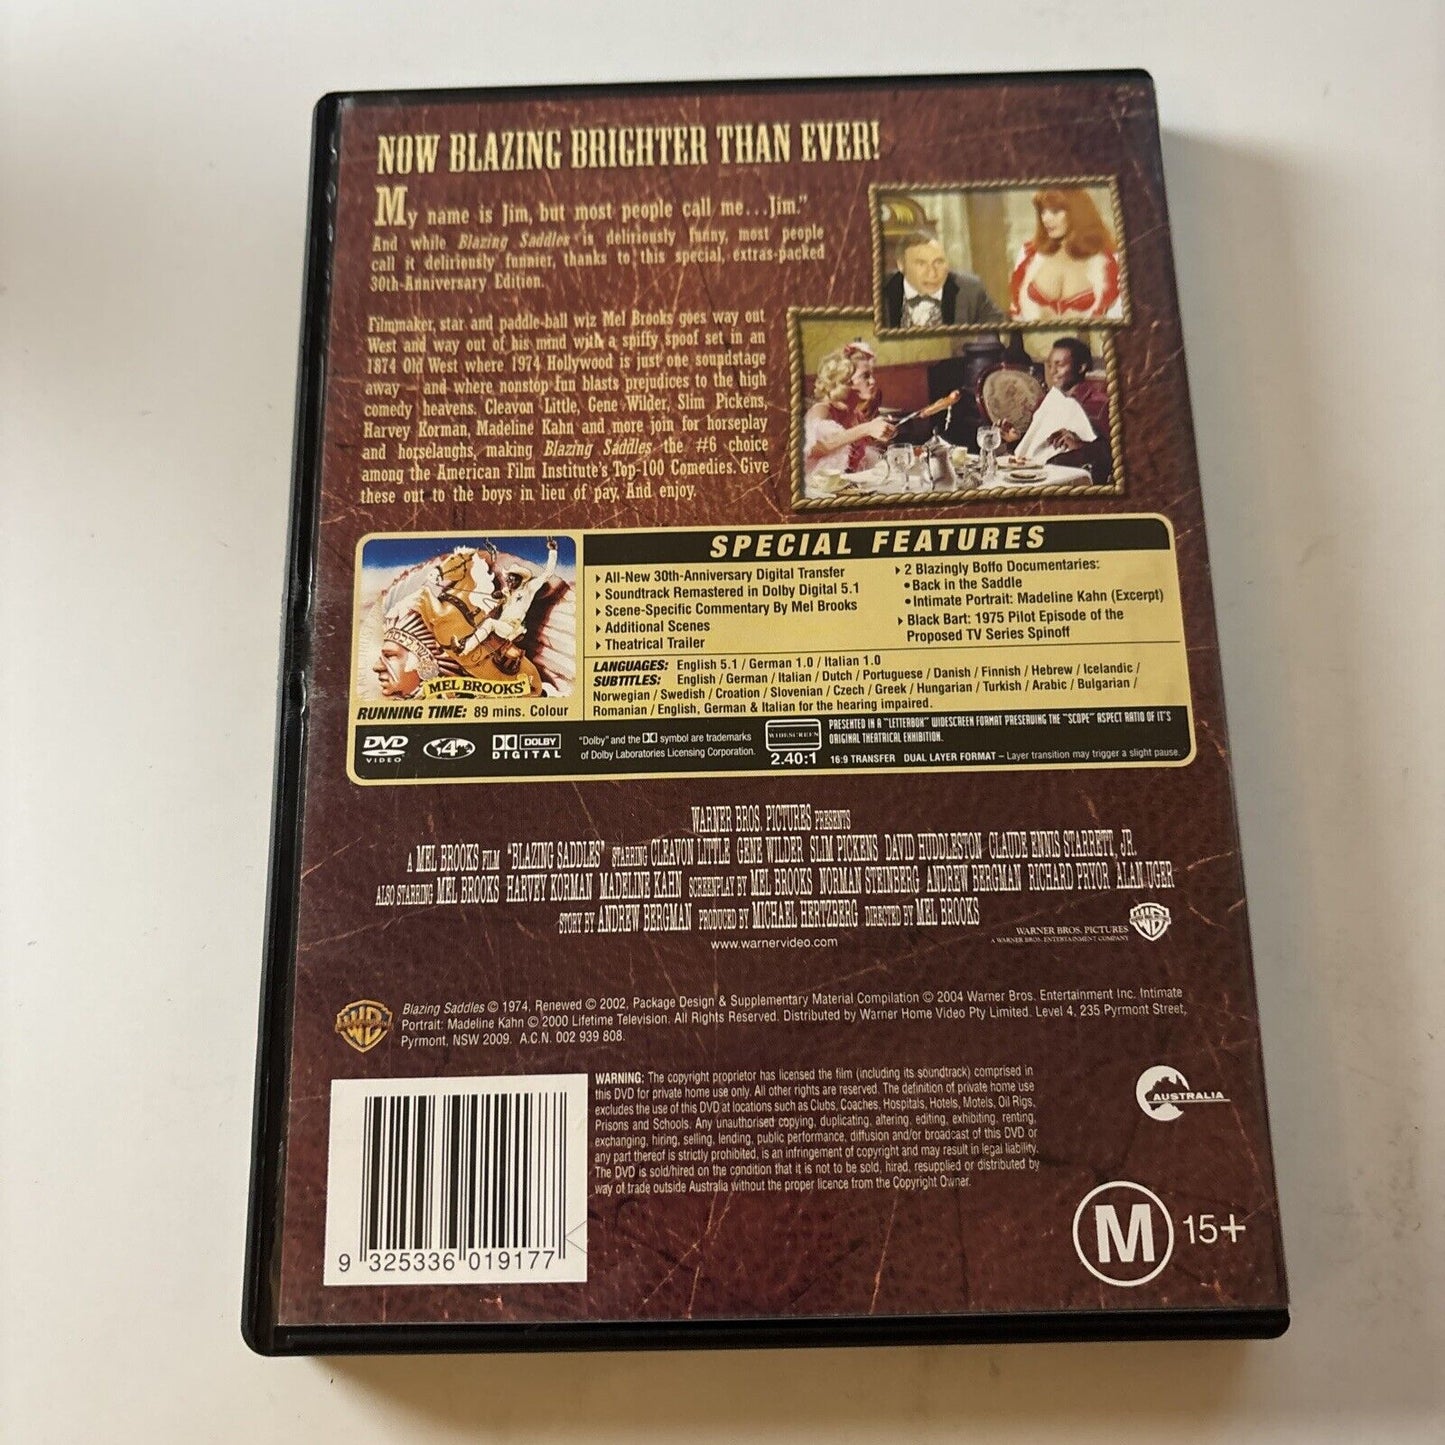 NOW BLAZING BRIGHTER THAN EVER!
My name is Jim, but most people call me...Jim."
And while Blazing Saddles is deliriously funny, most people
call it deliriously funnier, thanks to this special, extras-packed
30th-Anniversary Edition.
Filmmaker, star and paddle-ball wiz Mel Brooks goes way out
West and way out of his mind with a spiffy spoof set in an
1874 Old West where 1974 Hollywood is just one soundstage
away – and where nonstop fun blasts prejudices to the high
comedy heavens. Cleavon Little, Gene Wilder, Slim Pickens,
Harvey Korman, Madeline Kahn and more join for horseplay
and horselaughs, making Blazing Saddles the #6 choice
among the American Film Institute's Top-100 Comedies. Give
these out to the boys in lieu of pay. And enjoy.
SPECIAL FEATURES
All-New 30th-Anniversary Digital Transfer
Soundtrack Remastered in Dolby Digital 5.1
Scene-Specific Commentary By Mel Brooks
Additional Scenes
Theatrical Trailer
2 Blazingly Boffo Documentaries:
• Back in the Saddle
• Intimate Portrait: Madeline Kahn (Excerpt)
Black Bart: 1975 Pilot Episode of the
Proposed TV Series Spinoff
LANGUAGES: English 5.1 / German 1.0 / Italian 1.0
SUBTITLES: English / German / Italian / Dutch / Portuguese / Danish / Finnish / Hebrew / Icelandic /
Norwegian / Swedish / Croation / Slovenian / Czech / Greek / Hungarian / Turkish / Arabic / Bulgarian /
Romanian / English, German & Italian for the hearing impaired.
MEL BROOKS'
RUNNING TIME: 89 mins. Colour
DVD
VIDEO
4
DOLBY
DIGITAL
"Dolby" and the DD symbol are trademarks
of Dolby Laboratories Licensing Corporation.
WIDESCREEN
2.40:1
PRESENTED IN A "LETTERBOX" WIDESCREEN FORMAT PRESERVING THE "SCOPE" ASPECT RATIO OF IT'S
ORIGINAL THEATRICAL EXHIBITION.
16:9 TRANSFER DUAL LAYER FORMAT – Layer transition may trigger a slight pause.
WARNER BROS. PICTURES PRESENTS
A MEL BROOKS FILM "BLAZING SADDLES" STARRING CLEAVON LITTLE GENE WILDER SLIM PICKENS DAVID HUDDLESTON CLAUDE ENNIS STARRETT, JR.
ALSO STARRING MEL BROOKS HARVEY KORMAN MADELINE KAHN SCREENPLAY BY MEL BROOKS NORMAN STEINBERG ANDREW BERGMAN RICHARD PRYOR ALAN UGER
STORY BY ANDREW BERGMAN PRODUCED BY MICHAEL HERTZBERG DIRECTED BY MEL BROOKS
www.warnervideo.com
WARNER BROS. PICTURES
A WARNER BROS. ENTERTAINMENT COMPANY
Blazing Saddles © 1974, Renewed © 2002, Package Design & Supplementary Material Compilation © 2004 Warner Bros. Entertainment Inc. Intimate
Portrait: Madeline Kahn © 2000 Lifetime Television. All Rights Reserved. Distributed by Warner Home Video Pty Limited. Level 4, 235 Pyrmont Street,
Pyrmont, NSW 2009. A.C.N. 002 939 808.
WARNING: The copyright proprietor has licensed the film (including its soundtrack) comprised in
this DVD for private home use only. All other rights are reserved. The definition of private home use
excludes the use of this DVD at locations such as Clubs, Coaches, Hospitals, Hotels, Motels, Oil Rigs,
Prisons and Schools. Any unauthorised copying, duplicating, altering, editing, exhibiting, renting,
exchanging, hiring, selling, lending, public performance, diffusion and/or broadcast of this DVD or
any part thereof is strictly prohibited, is an infringement of copyright and may result in legal liability.
The DVD is sold/hired on the condition that it is not to be sold, hired, resupplied or distributed by
way of trade outside Australia without the proper licence from the Copyright Owner.
AUSTRALIA
9 325336 019177
M 15+